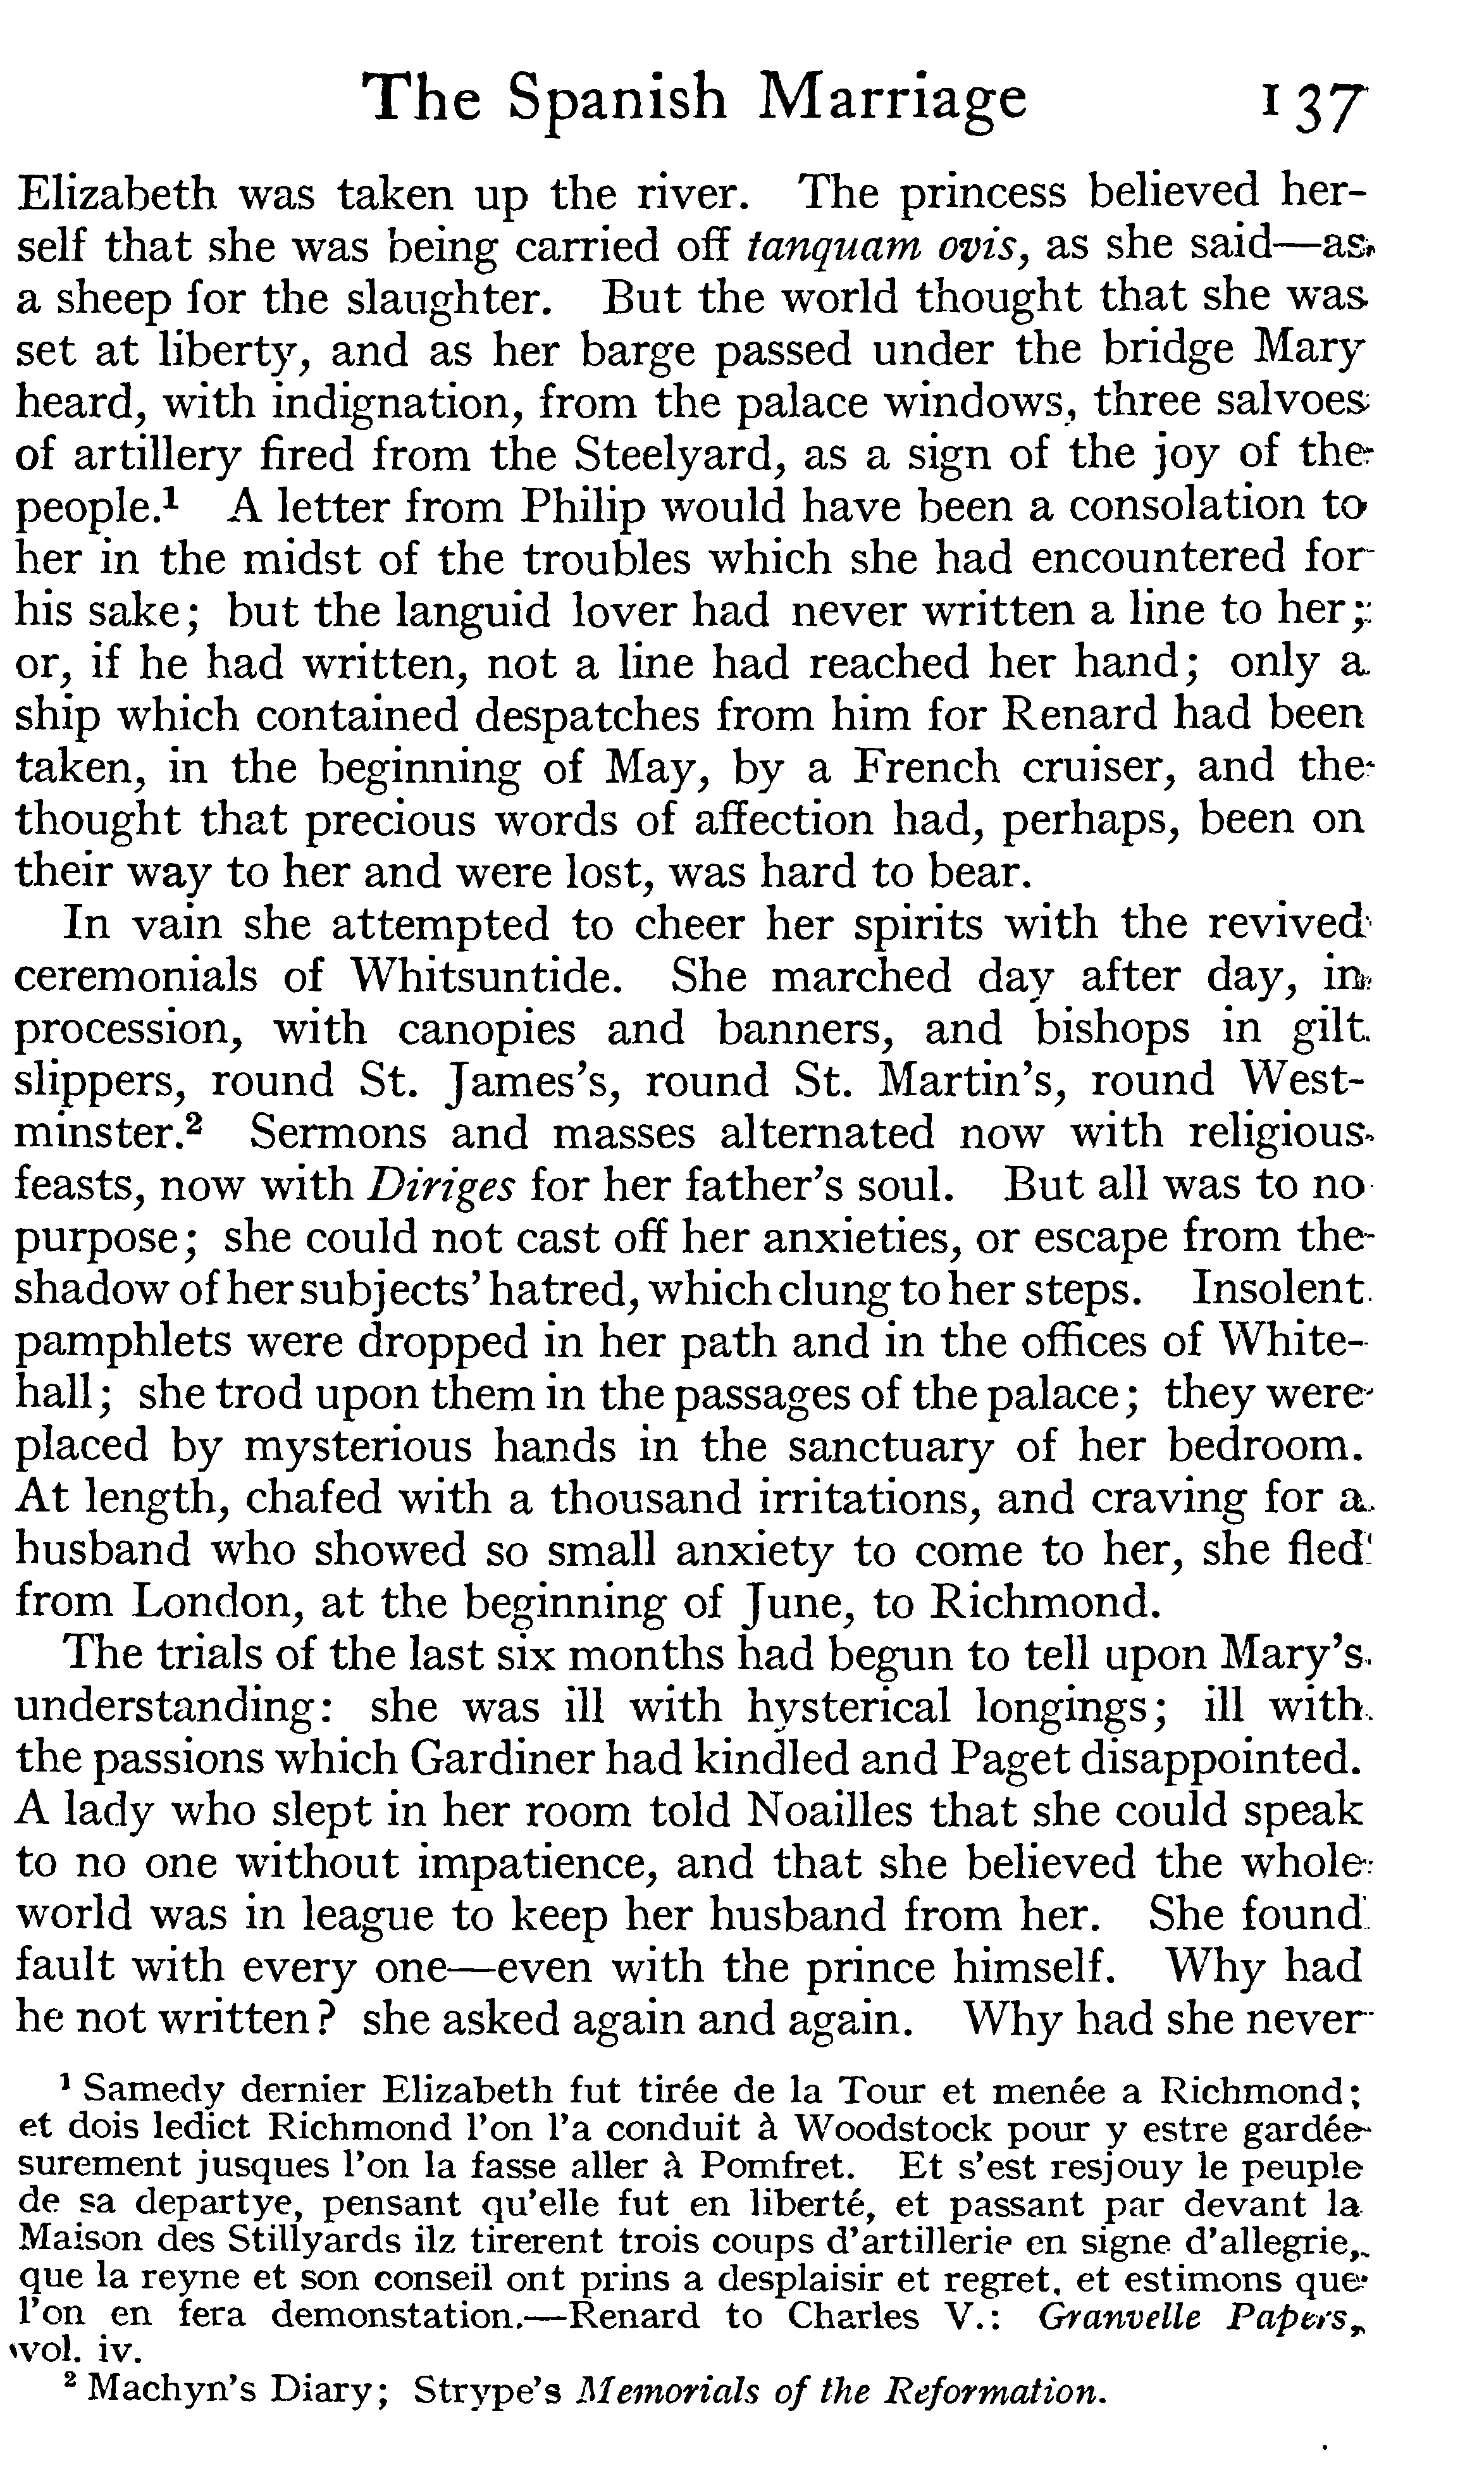 The Spanish Marriage 137
Elizabeth was taken up the river. The princess believed her-
self that she was being carried off tanquam ovis, as she said—as
a sheep for the slaughter. But the world thought that she was
set at liberty, and as her barge passed under the bridge Mary
heard, with indignation, from the palace windows, three salvoes
of artillery fired from the Steelyard, as a sign of the joy of the
people.¹ A letter from Philip would have been a consolation to
her in the midst of the troubles which she had encountered for
his sake; but the languid lover had never written a line to her;
or, if he had written, not a line had reached her hand; only a
ship which contained despatches from him for Renard had been
taken, in the beginning of May, by a French cruiser, and the
thought that precious words of affection had, perhaps, been on
their way to her and were lost, was hard to bear.
In vain she attempted to cheer her spirits with the revived
ceremonials of Whitsuntide. She marched day after day, in
procession, with canopies and banners, and bishops in gilt
slippers, round St. James's, round St. Martin's, round West-
minster.² Sermons and masses alternated now with religious
feasts, now with Diriges for her father's soul. But all was to no
purpose; she could not cast off her anxieties, or escape from the
shadow of her subjects' hatred, which clung to her steps. Insolent
pamphlets were dropped in her path and in the offices of White-
hall; she trod upon them in the passages of the palace; they were
placed by mysterious hands in the sanctuary of her bedroom.
At length, chafed with a thousand irritations, and craving for a
husband who showed so small anxiety to come to her, she fled
from London, at the beginning of June, to Richmond.
The trials of the last six months had begun to tell upon Mary's
understanding: she was ill with hysterical longings; ill with
the passions which Gardiner had kindled and Paget disappointed.
A lady who slept in her room told Noailles that she could speak
to no one without impatience, and that she believed the whole
world was in league to keep her husband from her. She found
fault with every one—even with the prince himself. Why had
he not written? she asked again and again. Why had she never
¹ Samedy dernier Elizabeth fut tirée de la Tour et menée a Richmond;
et dois ledict Richmond l'on l'a conduit à Woodstock pour y estre gardée
surement jusques l'on la fasse aller à Pomfret. Et s'est resjouy le peuple
de sa departye, pensant qu'elle fut en liberté, et passant par devant la
Maison des Stillyards ilz tirerent trois coups d'artillerie en signe d'allegrie,
que la reyne et son conseil ont prins a desplaisir et regret, et estimons que
l'on en fera demonstation.—Renard to Charles V.: Granvelle Papers,
vol. iv.
² Machyn's Diary; Strype's Memorials of the Reformation.